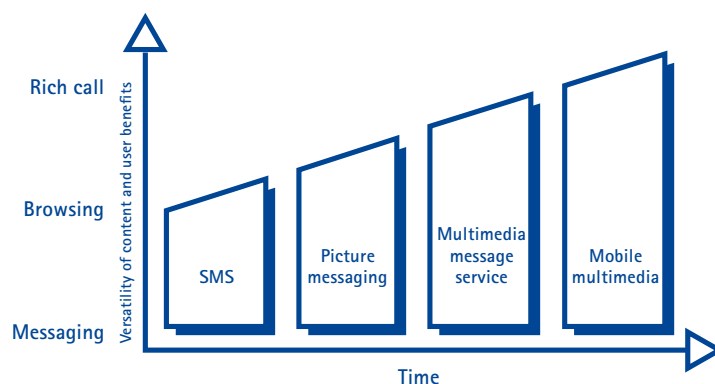 Rich call
Browsing
Messaging
Versatility of content and user benefits
SMS
Picture
messaging
Multimedia
message
service
Mobile
multimedia
Time